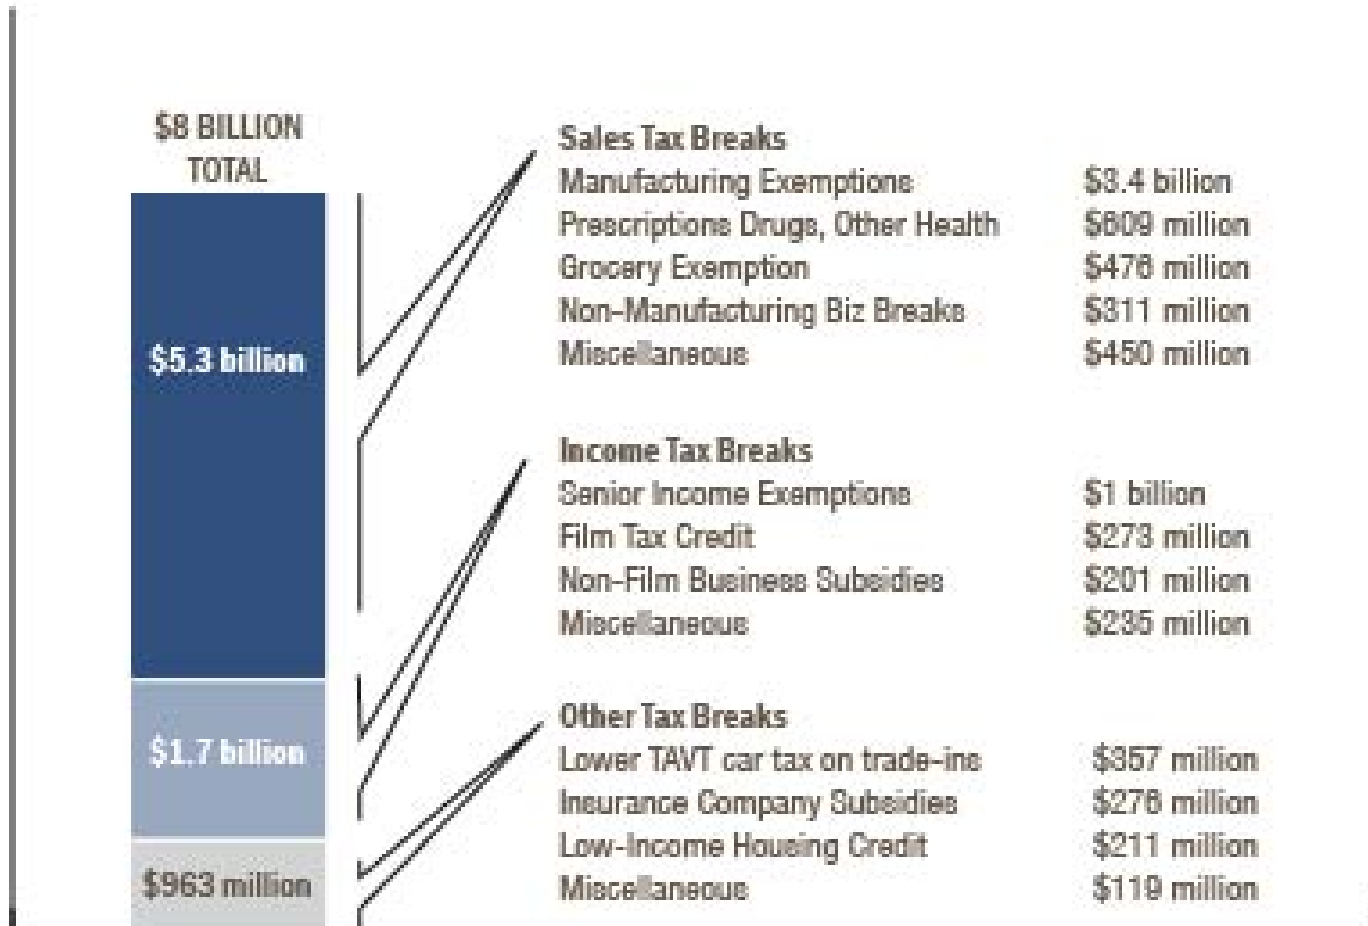 $8 BILLION
TOTAL
$5.3 billion
$1.7 billion
$963 million
Sales Tax Breaks
Manufacturing Exemptions $3.4 billion
Prescriptions Drugs, Other Health $609 million
Grocery Exemption $476 million
Non-Manufacturing Biz Breaks $311 million
Miscellaneous $450 million
Income Tax Breaks
Senior Income Exemptions $1 billion
Film Tax Credit $273 million
Non-Film Business Subsidies $201 million
Miscellaneous $235 million
Other Tax Breaks
Lower TAVT car tax on trade-ins $357 million
Insurance Company Subsidies $276 million
Low-Income Housing Credit $211 million
Miscellaneous $119 million